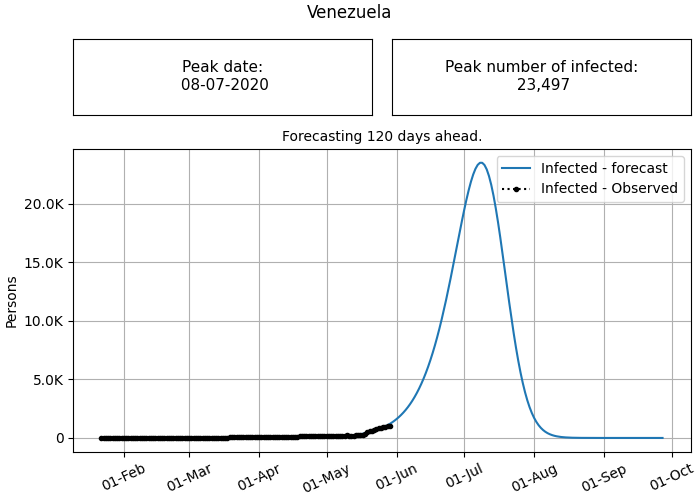 Venezuela
Peak date:
08-07-2020
Peak number of infected:
23,497
Forecasting 120 days ahead.
Infected - forecast
Infected - Observed
Persons
20.0K
15.0K
10.0K
5.0K
0
01-Feb
01-Mar
01-Apr
01-May
01-Jun
01-Jul
01-Aug
01-Sep
01-Oct